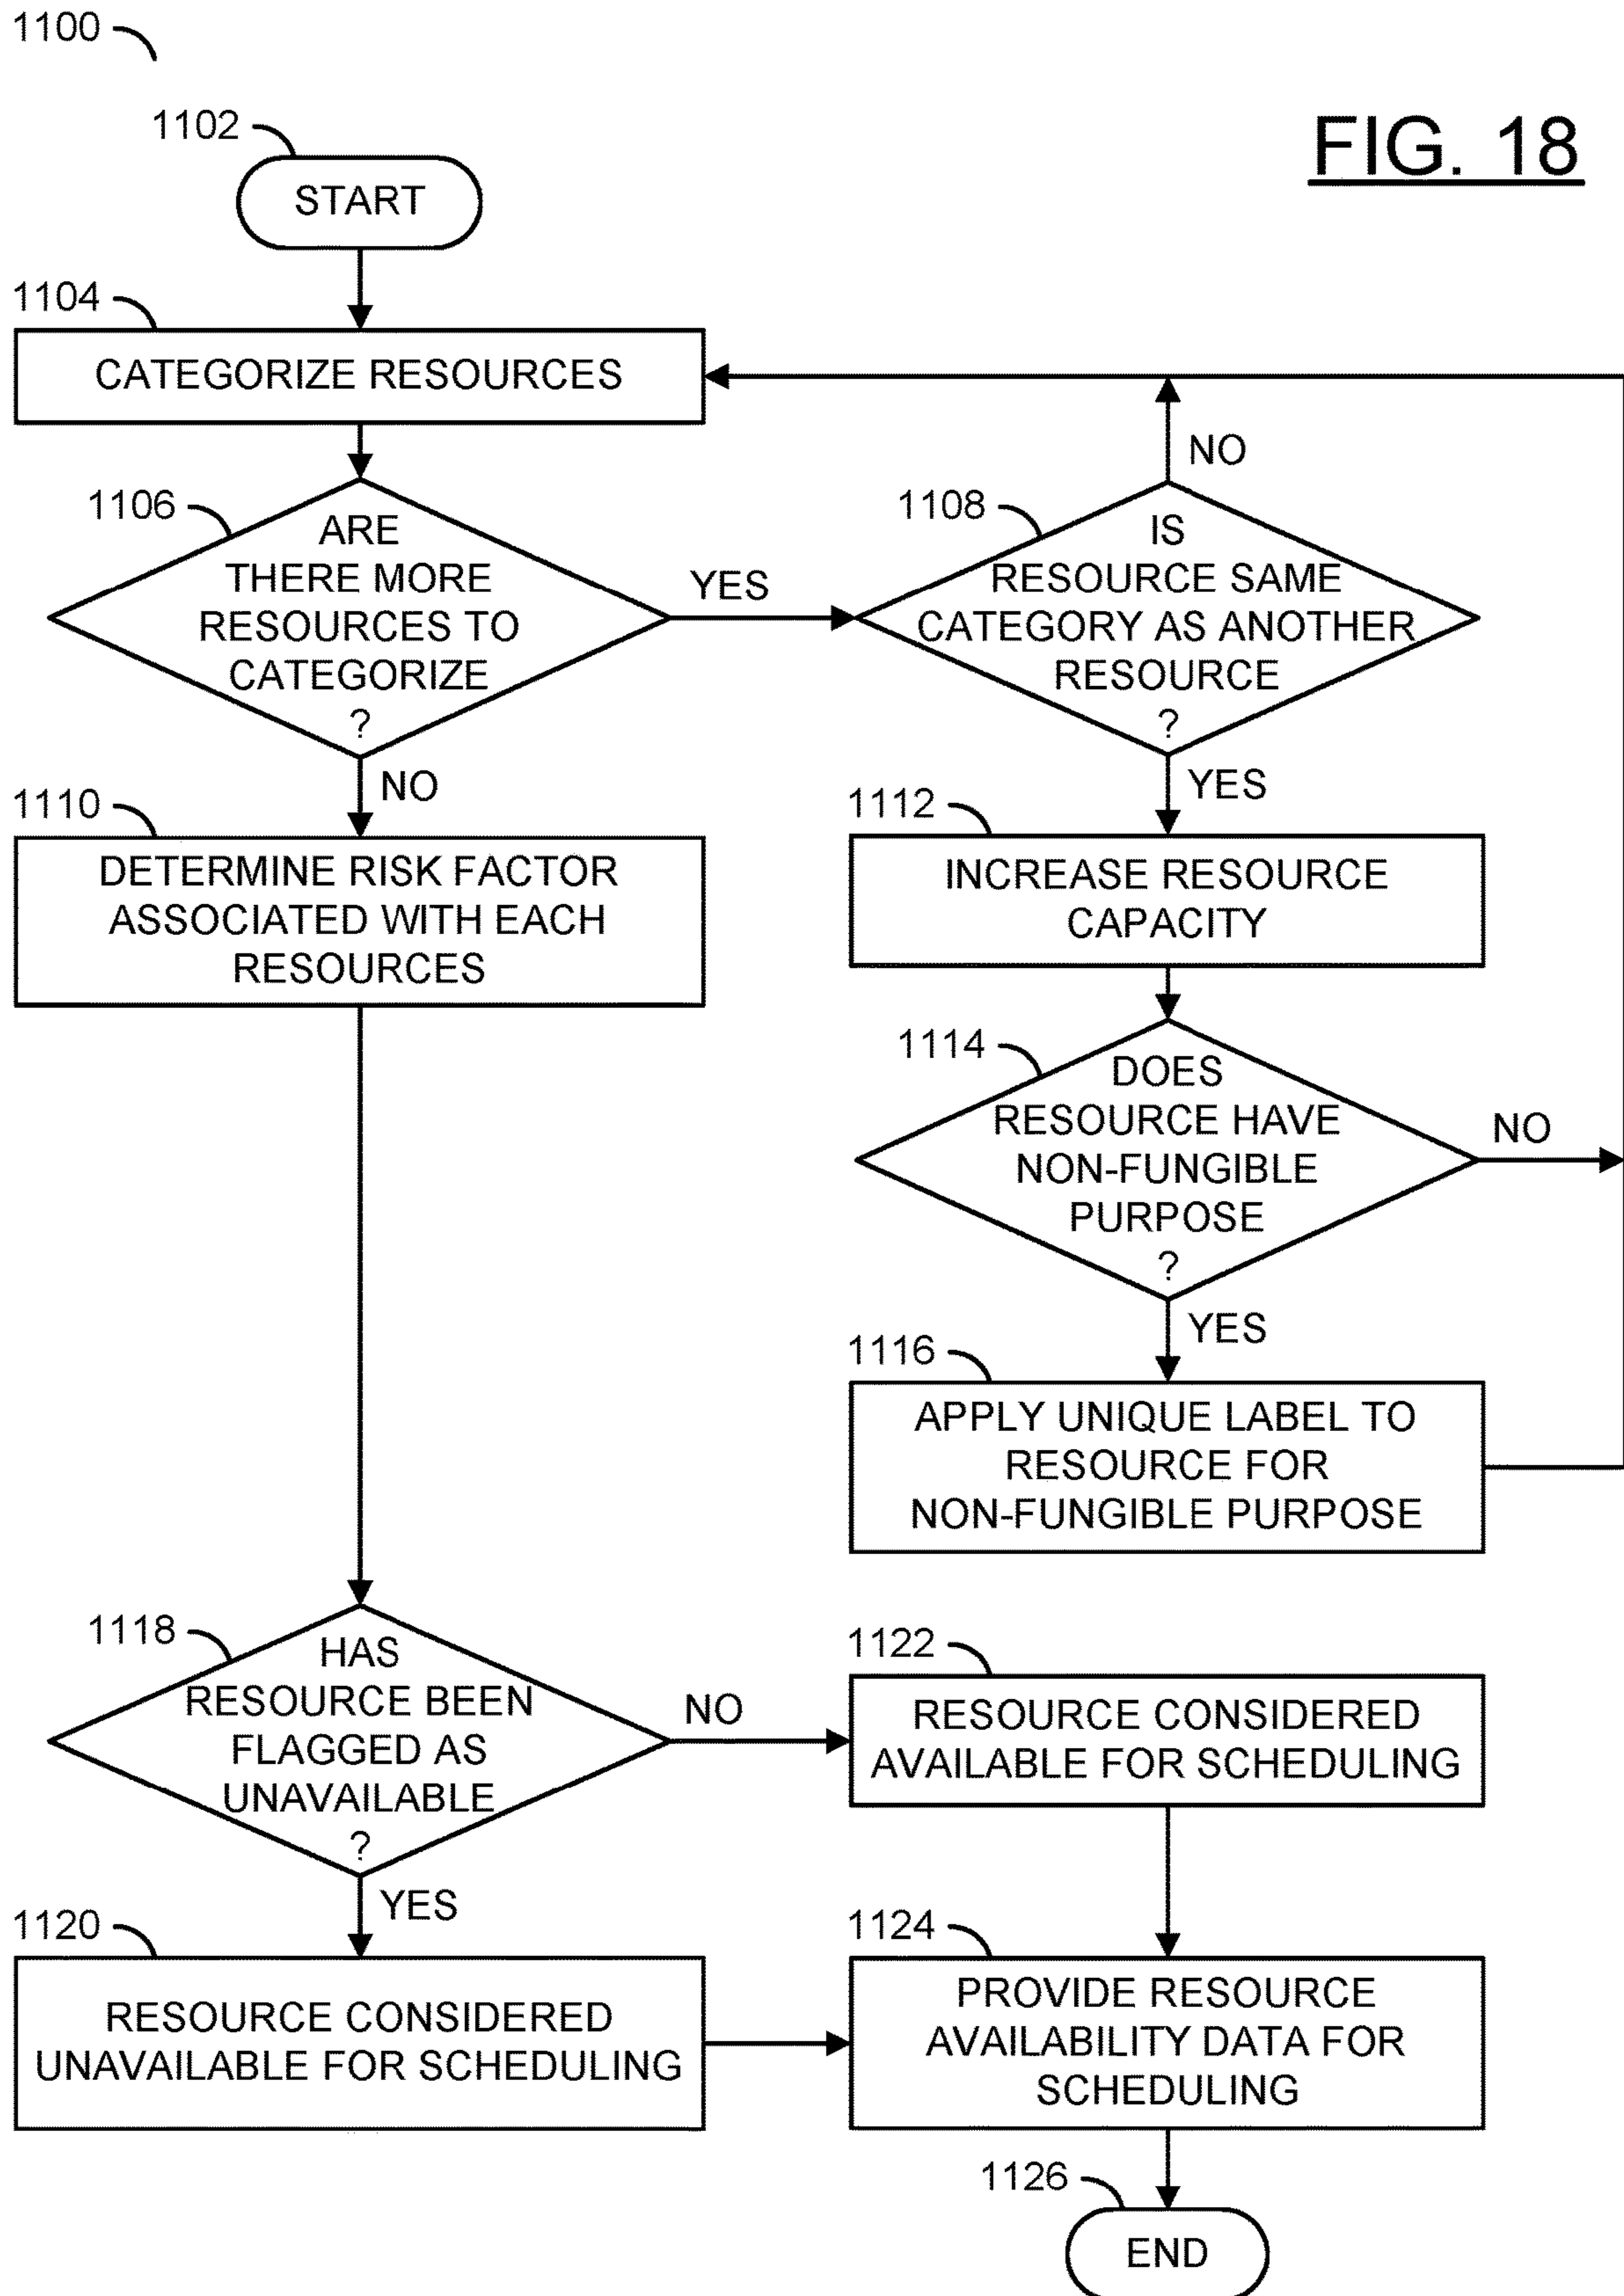 1100
1102
FIG. 18
START
1104
CATEGORIZE RESOURCES
NO
1106
ARE
THERE MORE
RESOURCES TO
CATEGORIZE
?
YES
1108
IS
RESOURCE SAME
CATEGORY AS ANOTHER
RESOURCE
?
NO
YES
1110
DETERMINE RISK FACTOR
ASSOCIATED WITH EACH
RESOURCES
1112
INCREASE RESOURCE
CAPACITY
1114
DOES
RESOURCE HAVE
NON-FUNGIBLE
PURPOSE
?
NO
YES
1116
APPLY UNIQUE LABEL TO
RESOURCE FOR
NON-FUNGIBLE PURPOSE
1118
HAS
RESOURCE BEEN
FLAGGED AS
UNAVAILABLE
?
NO
YES
1122
RESOURCE CONSIDERED
AVAILABLE FOR SCHEDULING
1120
RESOURCE CONSIDERED
UNAVAILABLE FOR SCHEDULING
1124
PROVIDE RESOURCE
AVAILABILITY DATA FOR
SCHEDULING
1126
END